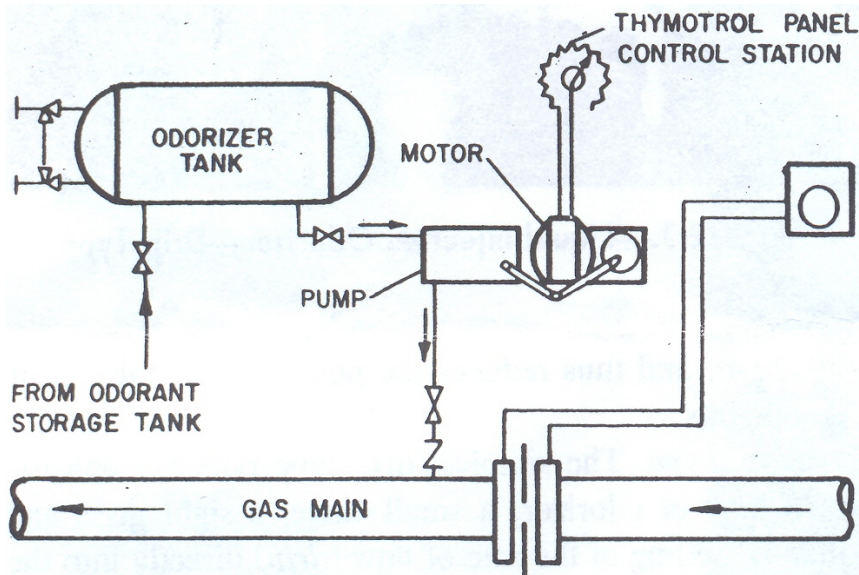 THYMOTROL PANEL
CONTROL STATION
ODORIZER
TANK
MOTOR
PUMP
FROM ODORANT
STORAGE TANK
GAS MAIN